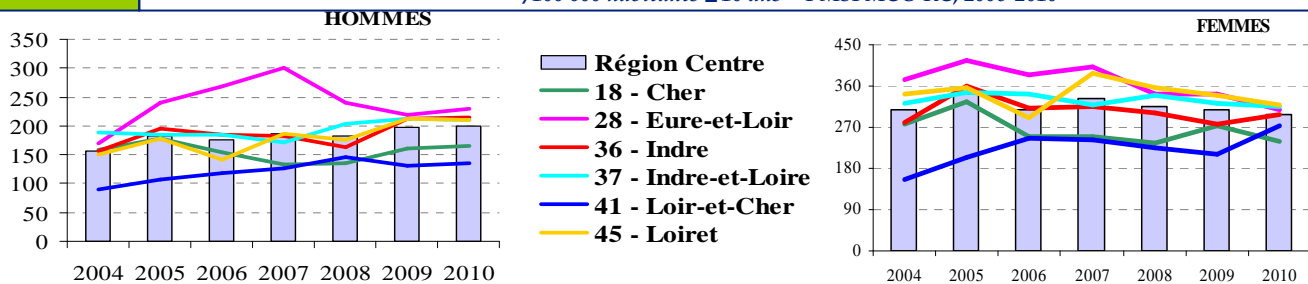 HOMMES
350
300
250
200
150
100
50
0
2004 2005 2006 2007 2008 2009 2010
Région Centre
18 - Cher
28 - Eure-et-Loir
36 - Indre
37 - Indre-et-Loire
41 - Loir-et-Cher
45 - Loiret
FEMMES
450
360
270
180
90
0
2004 2005 2006 2007 2008 2009 2010